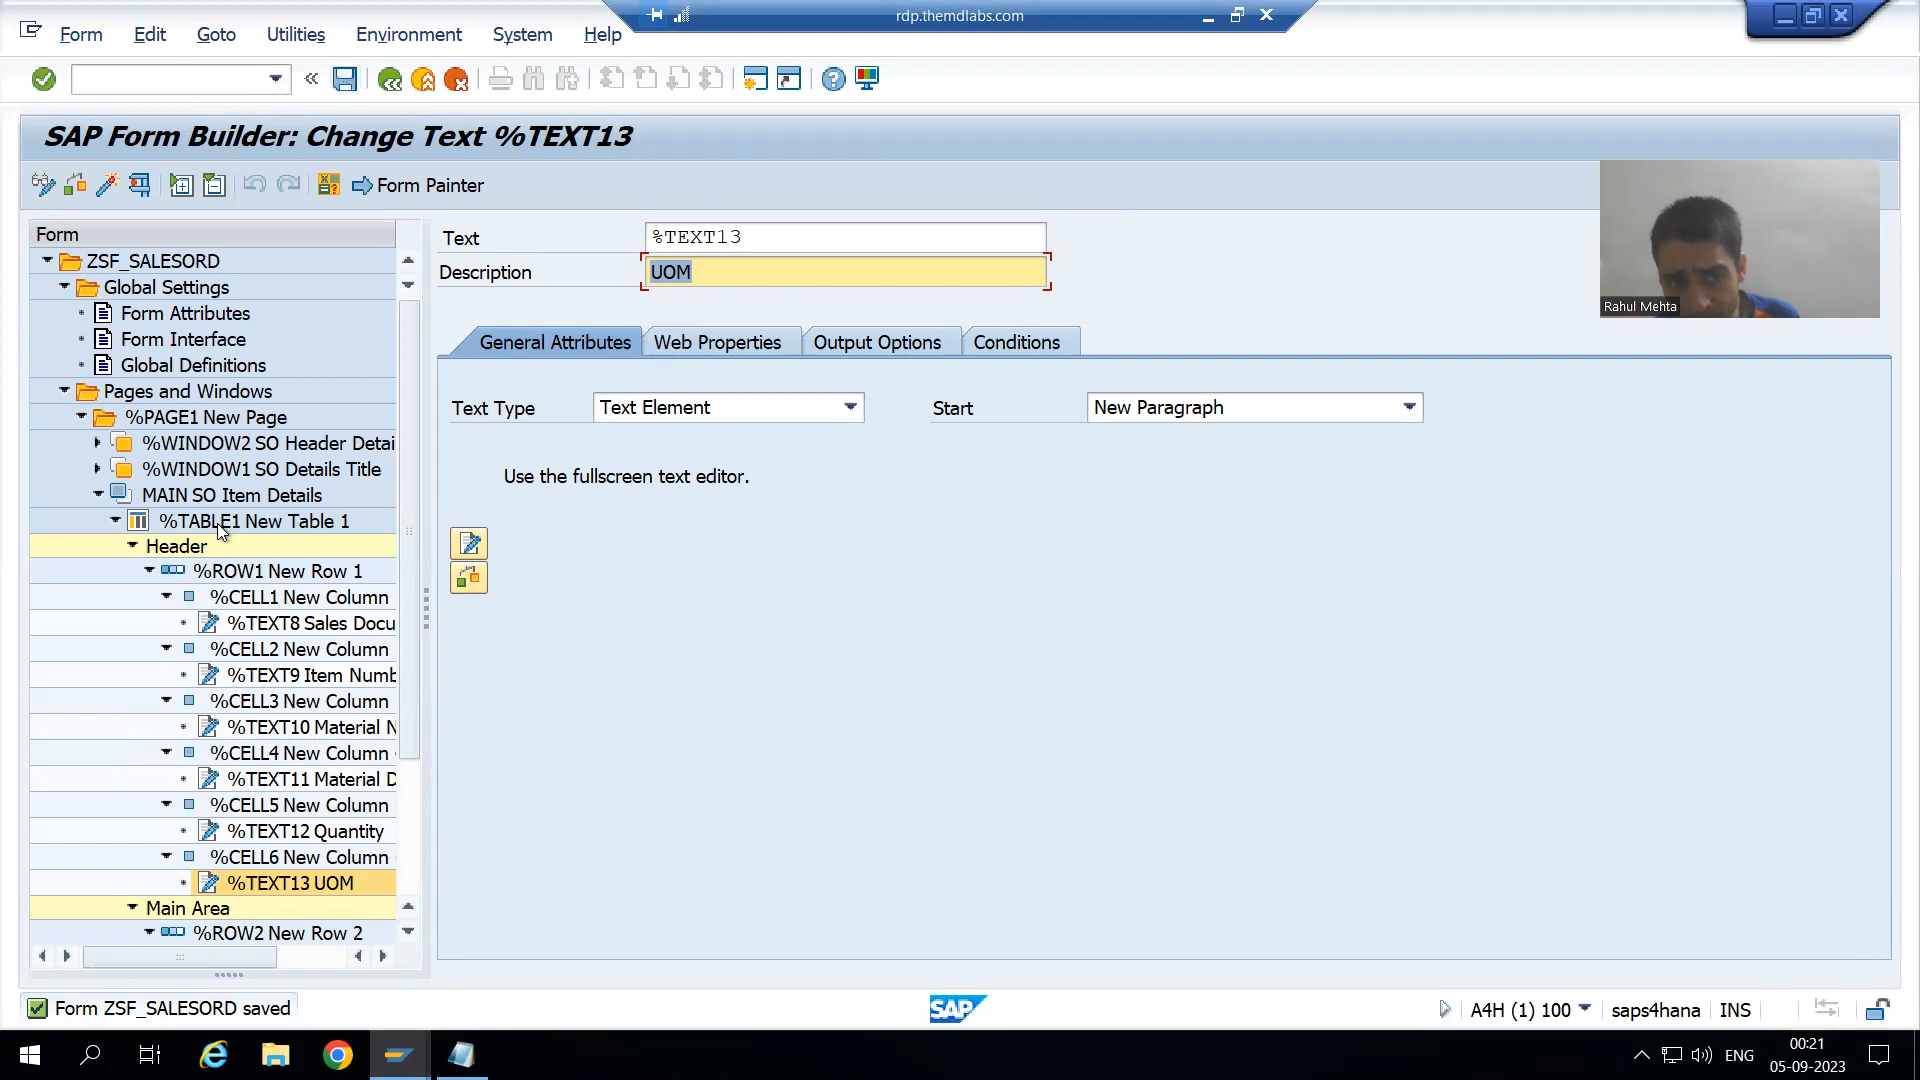 rdp.themdlabs.com
Form Edit Goto Utilities Environment System Help
SAP Form Builder: Change Text %TEXT13
Form Painter
Form
ZSF_SALESORD
Global Settings
Form Attributes
Form Interface
Global Definitions
Pages and Windows
%PAGE1 New Page
%WINDOW2 SO Header Detai
%WINDOW1 SO Details Title
MAIN SO Item Details
%TABLE1 New Table 1
Header
%ROW1 New Row 1
%CELL1 New Column
%TEXT8 Sales Docu
%CELL2 New Column
%TEXT9 Item Numb
%CELL3 New Column
%TEXT10 Material N
%CELL4 New Column
%TEXT11 Material D
%CELL5 New Column
%TEXT12 Quantity
%CELL6 New Column
%TEXT13 UOM
Main Area
%ROW2 New Row 2
Text %TEXT13
Description UOM
General Attributes Web Properties Output Options Conditions
Text Type Text Element Start New Paragraph
Use the fullscreen text editor.
Rahul Mehta
Form ZSF_SALESORD saved
SAP
A4H (1) 100 saps4hana INS
ENG
00:21
05-09-2023